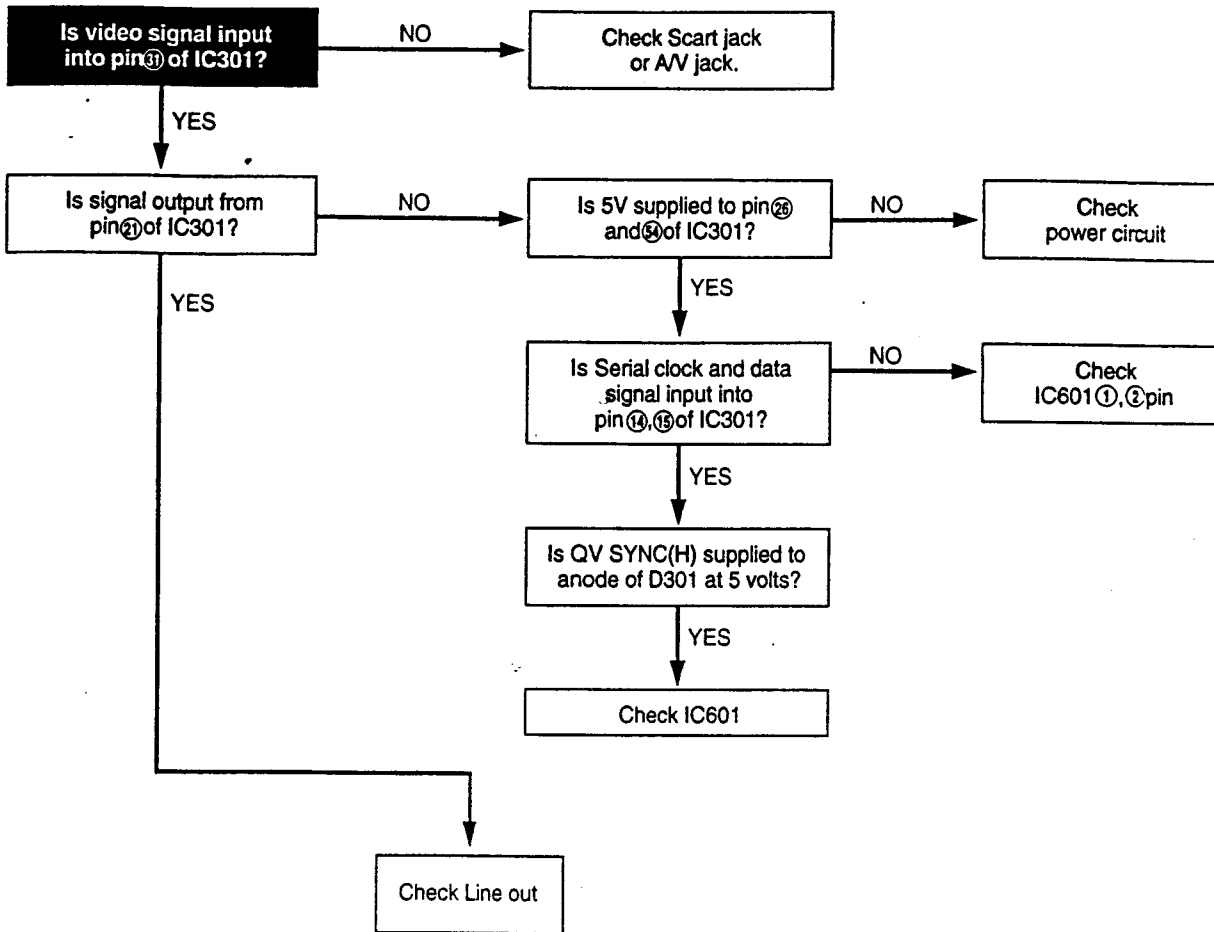 Is video signal input
into pin㉛ of IC301?
NO
Check Scart jack
or A/V jack.
YES
Is signal output from
pin㉑of IC301?
NO
Is 5V supplied to pin㉖
and 54 of IC301?
NO
Check
power circuit
YES
YES
Is Serial clock and data
signal input into
pin⑭,⑮of IC301?
NO
Check
IC601①,②pin
YES
Is QV SYNC(H) supplied to
anode of D301 at 5 volts?
YES
Check IC601
Check Line out